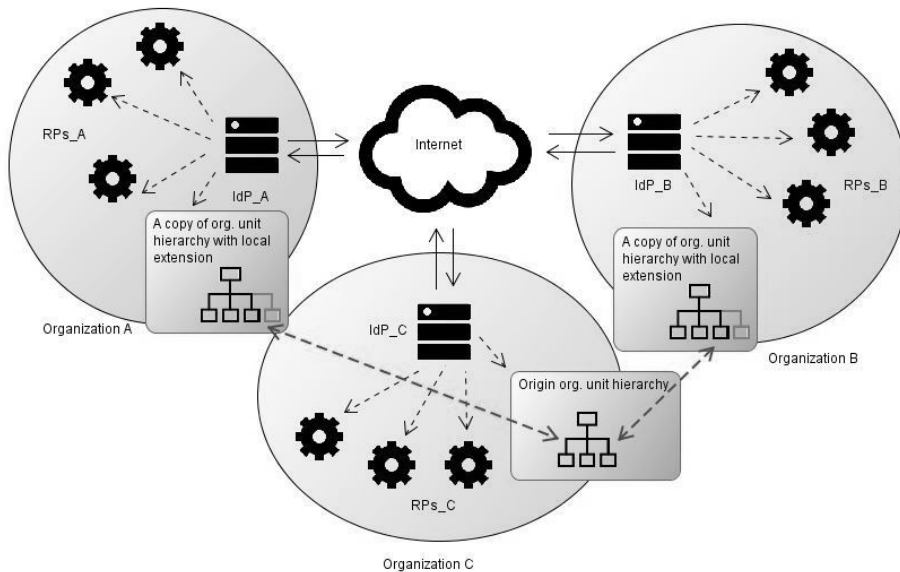 RPs_A
IdP_A
A copy of org. unit
hierarchy with local
extension
Organization A
Internet
IdP_B
RPs_B
A copy of org. unit
hierarchy with local
extension
Organization B
IdP_C
Origin org. unit hierarchy
RPs_C
Organization C